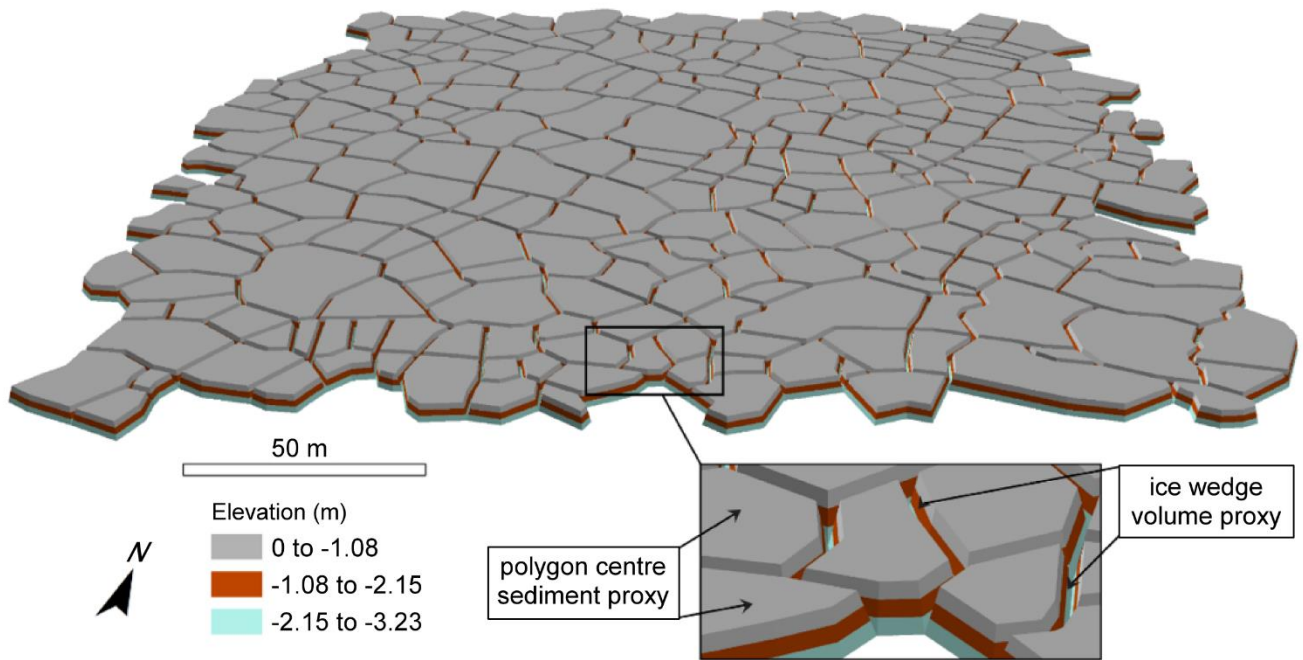 50 m
Elevation (m)
0 to -1.08
-1.08 to -2.15
-2.15 to -3.23
N
polygon centre
sediment proxy
ice wedge
volume proxy